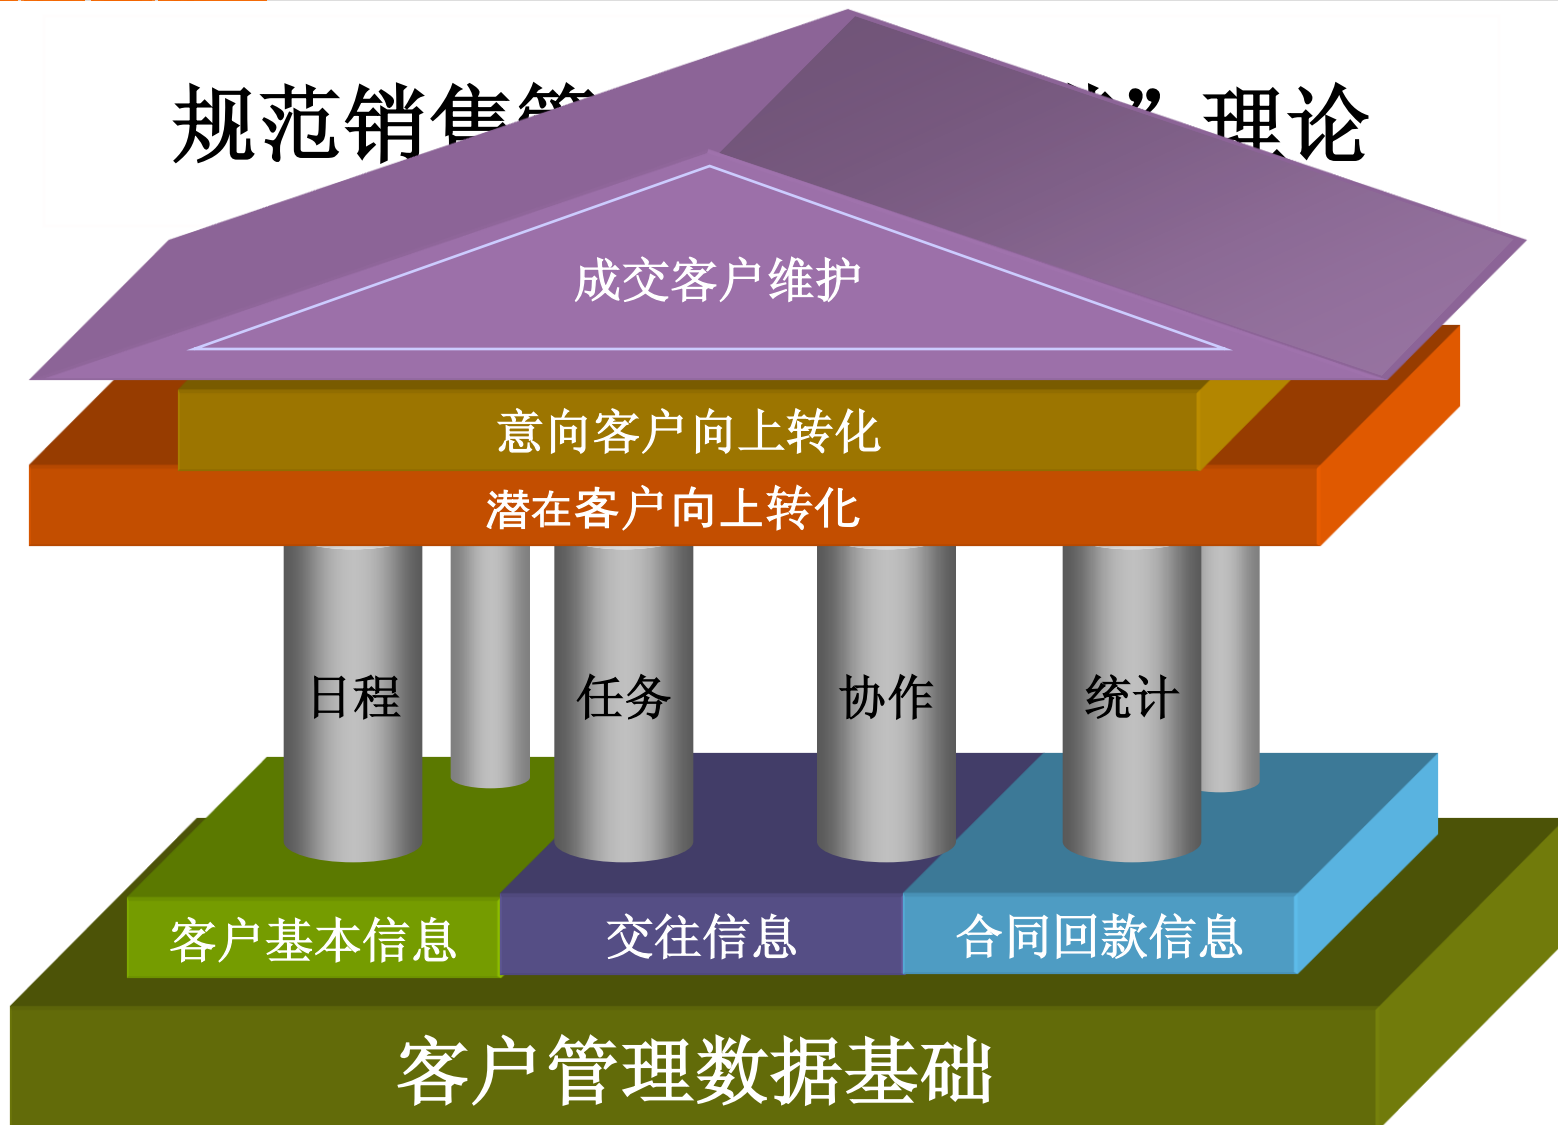 规范销售管 ”理论
成交客户维护
意向客户向上转化
潜在客户向上转化
日程 任务 协作 统计
客户基本信息 交往信息 合同回款信息
客户管理数据基础